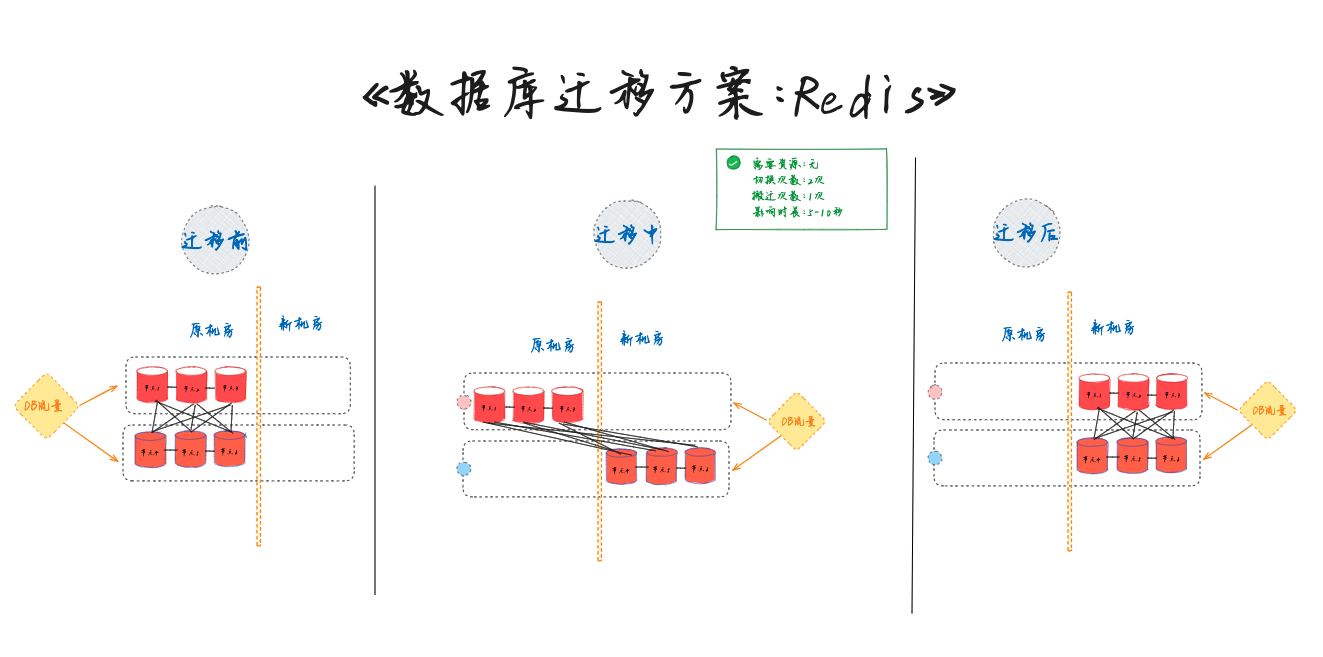 《数据库迁移方案:Redis》
需要资源:无
切换次数:2次
搬迁次数:1次
影响时长:5-10秒
迁移前
原机房
新机房
DB流量
节点1
节点2
节点3
节点4
节点5
节点6
迁移中
原机房
新机房
节点1
节点2
节点3
DB流量
节点4
节点5
节点6
迁移后
原机房
新机房
节点1
节点2
节点3
DB流量
节点4
节点5
节点6